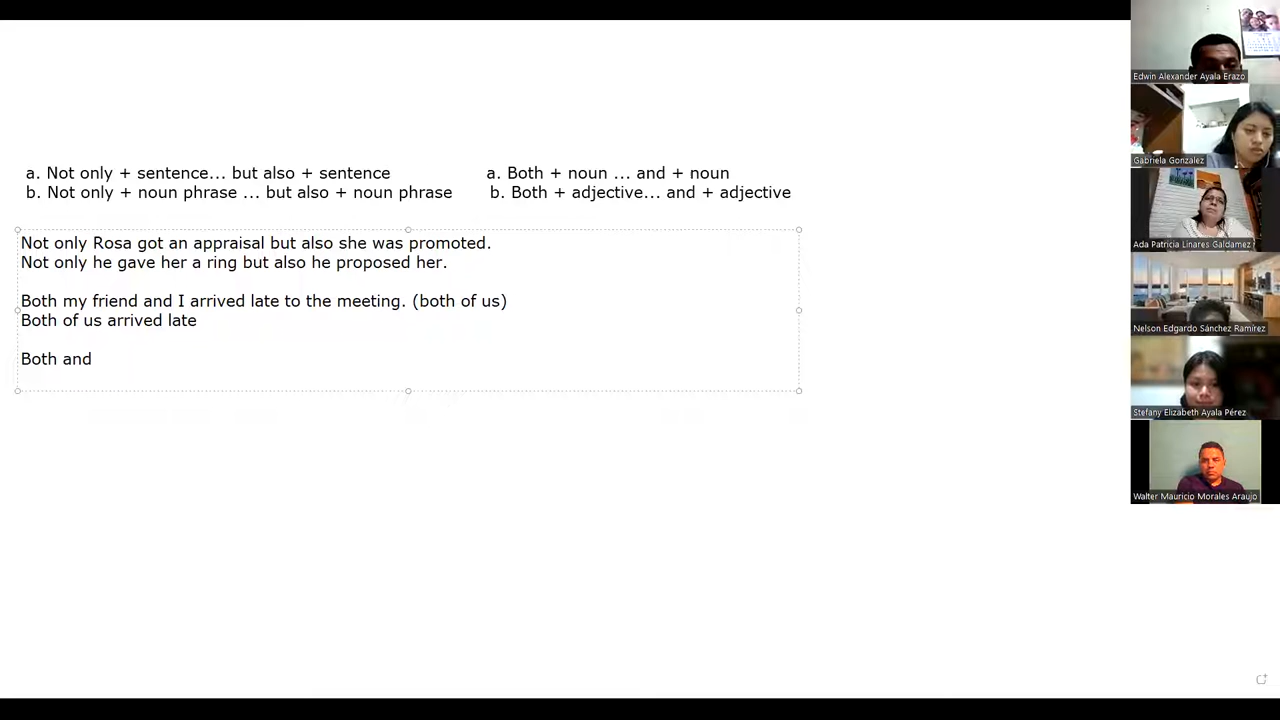 a. Not only + sentence... but also + sentence
b. Not only + noun phrase ... but also + noun phrase
a. Both + noun ... and + noun
b. Both + adjective... and + adjective
Not only Rosa got an appraisal but also she was promoted.
Not only he gave her a ring but also he proposed her.
Both my friend and I arrived late to the meeting. (both of us)
Both of us arrived late
Both and
Edwin Alexander Ayala Erazo
Gabriela Gonzalez
Ada Patricia Linares Galdamez
Nelson Edgardo Sánchez Ramírez
Stefany Elizabeth Ayala Pérez
Walter Mauricio Morales Araujo